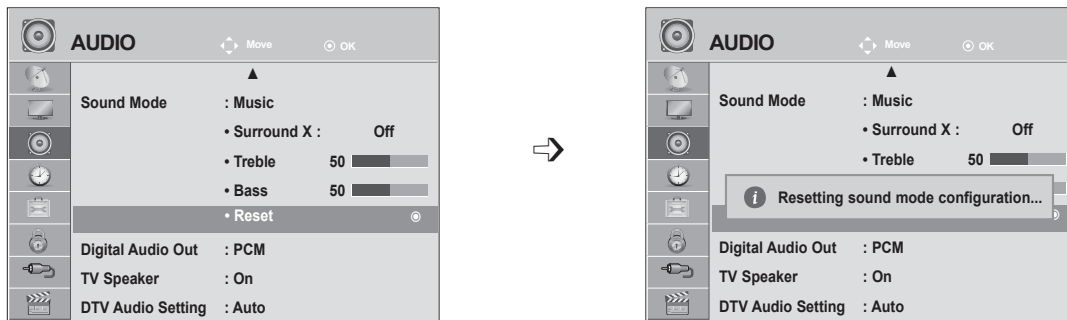 AUDIO Move OK
▲
Sound Mode : Music
• Surround X : Off
• Treble 50
• Bass 50
• Reset
Digital Audio Out : PCM
TV Speaker : On
DTV Audio Setting : Auto
AUDIO Move OK
▲
Sound Mode : Music
• Surround X : Off
• Treble 50
i Resetting sound mode configuration...
Digital Audio Out : PCM
TV Speaker : On
DTV Audio Setting : Auto